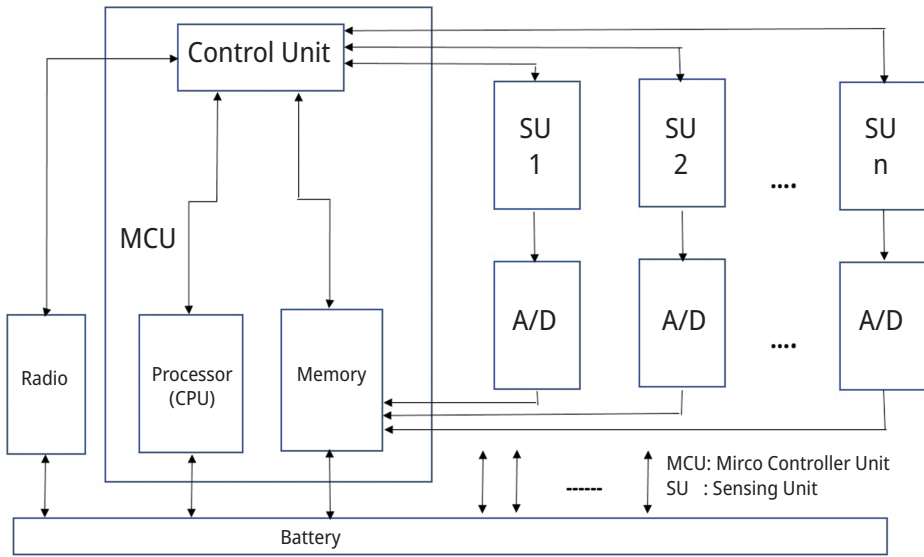 Control Unit
SU
1
SU
2
SU
n
....
MCU
A/D
A/D
....
A/D
Radio
Processor
(CPU)
Memory
MCU: Mirco Controller Unit
SU : Sensing Unit
------
Battery